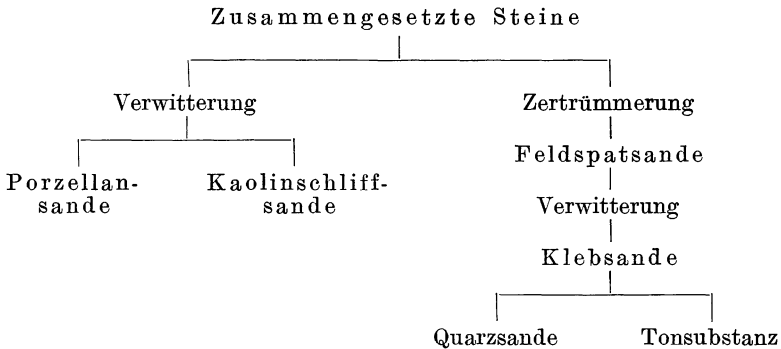 Zusammengesetzte Steine
Verwitterung
Zertrümmerung
Feldspatsande
Porzellan-
sande
Kaolinschliff-
sande
Verwitterung
Klebsande
Quarzsande
Tonsubstanz